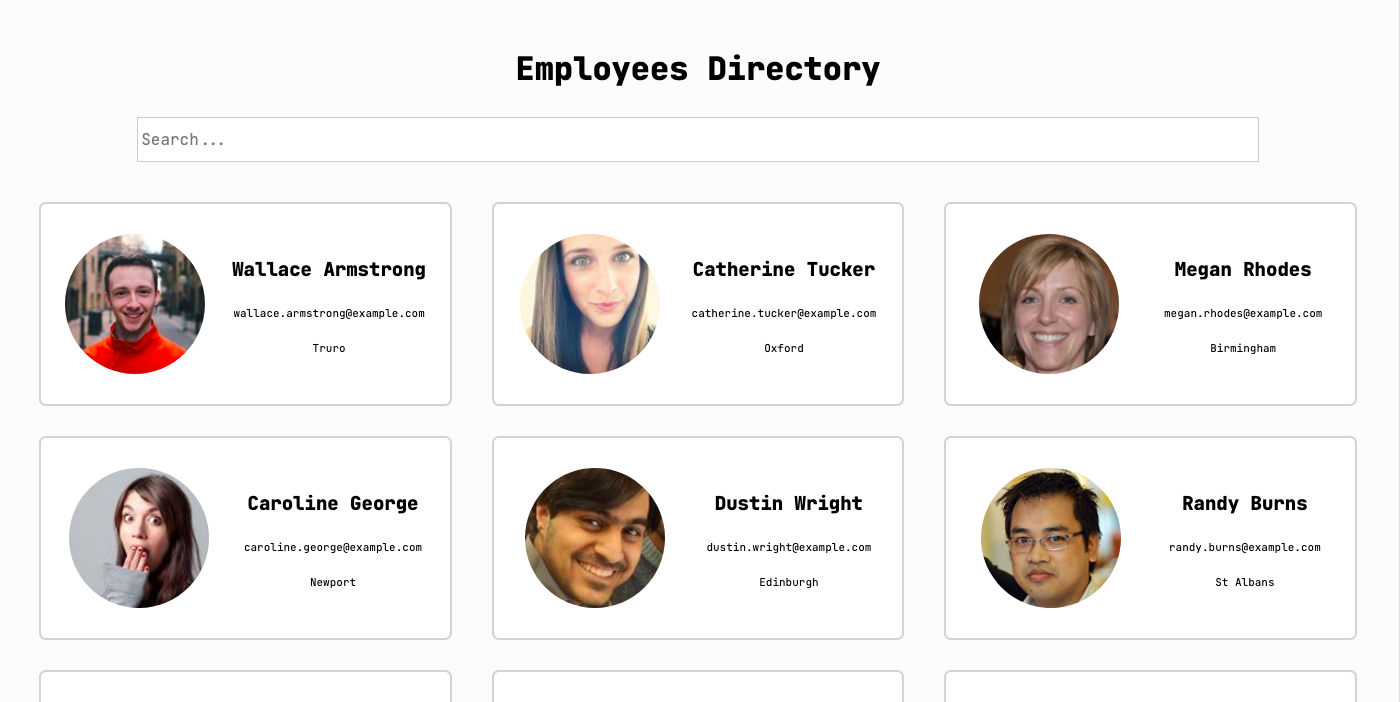 Employees Directory
Search...
Wallace Armstrong
wallace.armstrong@example.com
Truro
Catherine Tucker
catherine.tucker@example.com
Oxford
Megan Rhodes
megan.rhodes@example.com
Birmingham
Caroline George
caroline.george@example.com
Newport
Dustin Wright
dustin.wright@example.com
Edinburgh
Randy Burns
randy.burns@example.com
St Albans